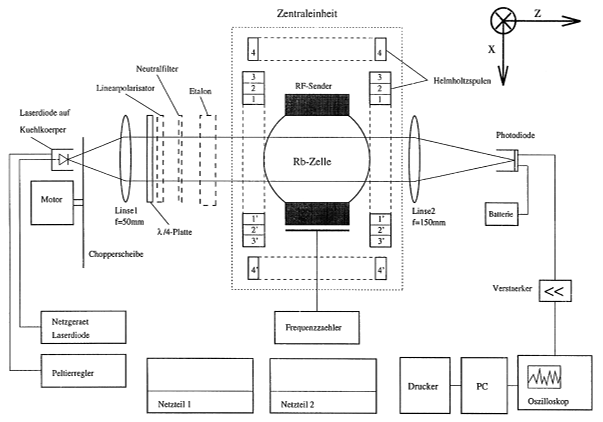 Zentraleinheit
Z
X
4
4
Neutralfilter
Linearpolarisator
Etalon
3
2
1
RF-Sender
3
2
1
Helmholtzspulen
Laserdiode auf
Kuehlkoerper
Photodiode
Rb-Zelle
Motor
Linse1
f=50mm
λ/4-Platte
Chopperscheibe
1'
2'
3'
1'
2'
3'
Linse2
f=150mm
Batterie
4'
4'
Verstaerker
<<
Netzgeraet
Laserdiode
Frequenzzaehler
Peltierregler
Netzteil 1
Netzteil 2
Drucker
PC
Oszilloskop